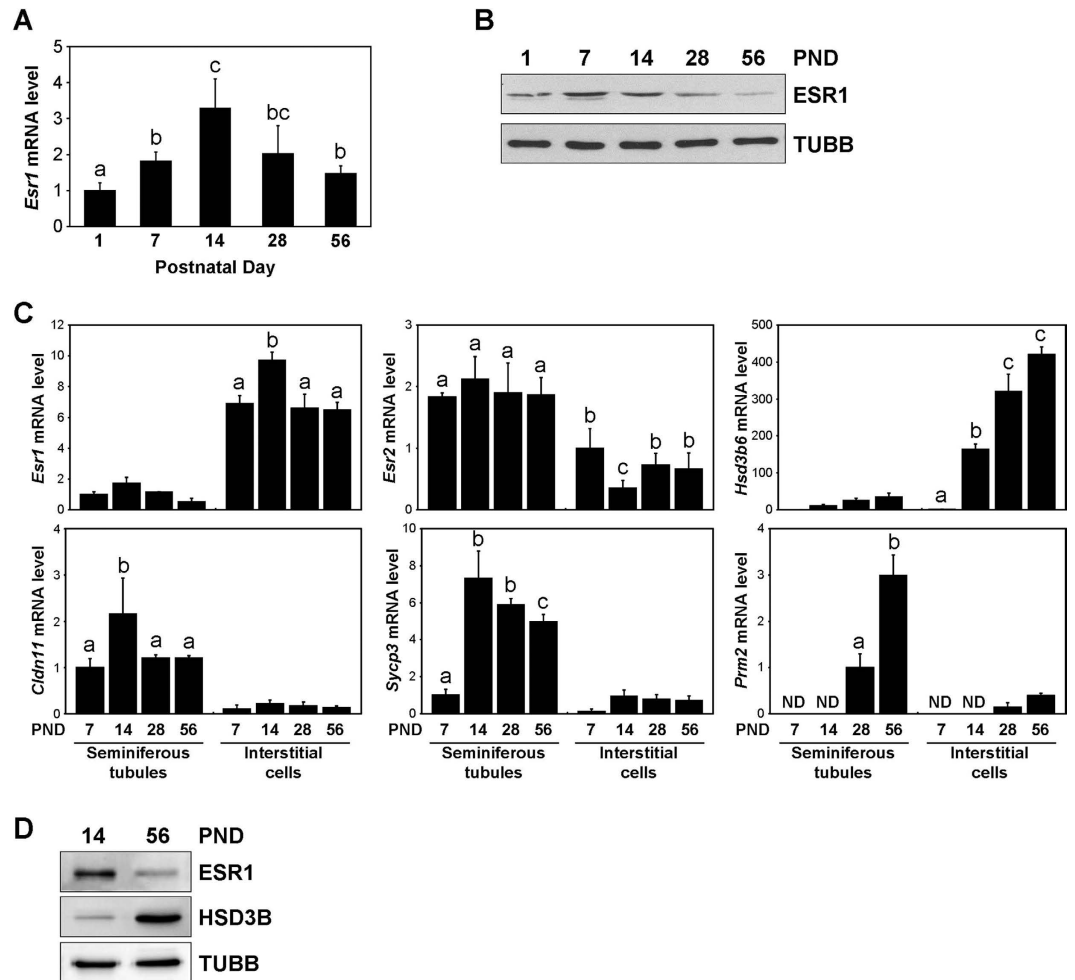 A
Esr1 mRNA level
5
4
3
2
1
0
a
b
c
bc
b
1 7 14 28 56
Postnatal Day
B
1 7 14 28 56 PND
ESR1
TUBB
C
Esr1 mRNA level
12
10
8
6
4
2
0
a b a a
Esr2 mRNA level
3
2
1
0
a a a a
b c b b
Hsd3b6 mRNA level
500
400
300
200
100
0
a b c c
Cldn11 mRNA level
4
3
2
1
0
a b a a
PND 7 14 28 56 7 14 28 56
Seminiferous tubules
Interstitial cells
Sycp3 mRNA level
10
8
6
4
2
0
a b b c
7 14 28 56 7 14 28 56
Seminiferous tubules
Interstitial cells
Prm2 mRNA level
4
3
2
1
0
ND ND a b ND ND
7 14 28 56 7 14 28 56
Seminiferous tubules
Interstitial cells
D
14 56 PND
ESR1
HSD3B
TUBB